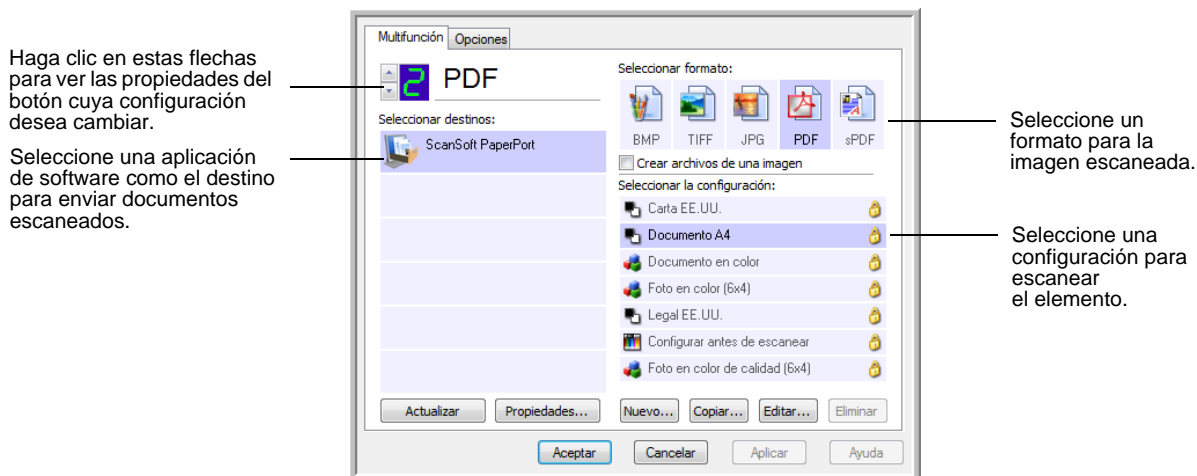 Haga clic en estas flechas
para ver las propiedades del
botón cuya configuración
desea cambiar.
Seleccione una aplicación
de software como el destino
para enviar documentos
escaneados.
Multifunción
Opciones
2
PDF
Seleccionar destinos:
ScanSoft PaperPort
Actualizar
Propiedades...
Seleccionar formato:
BMP
TIFF
JPG
PDF
sPDF
Crear archivos de una imagen
Seleccionar la configuración:
Carta EE.UU.
Documento A4
Documento en color
Foto en color (6x4)
Legal EE.UU.
Configurar antes de escanear
Foto en color de calidad (6x4)
Nuevo...
Copiar...
Editar...
Eliminar
Aceptar
Cancelar
Aplicar
Ayuda
Seleccione un
formato para la
imagen escaneada.
Seleccione una
configuración para
escanear
el elemento.